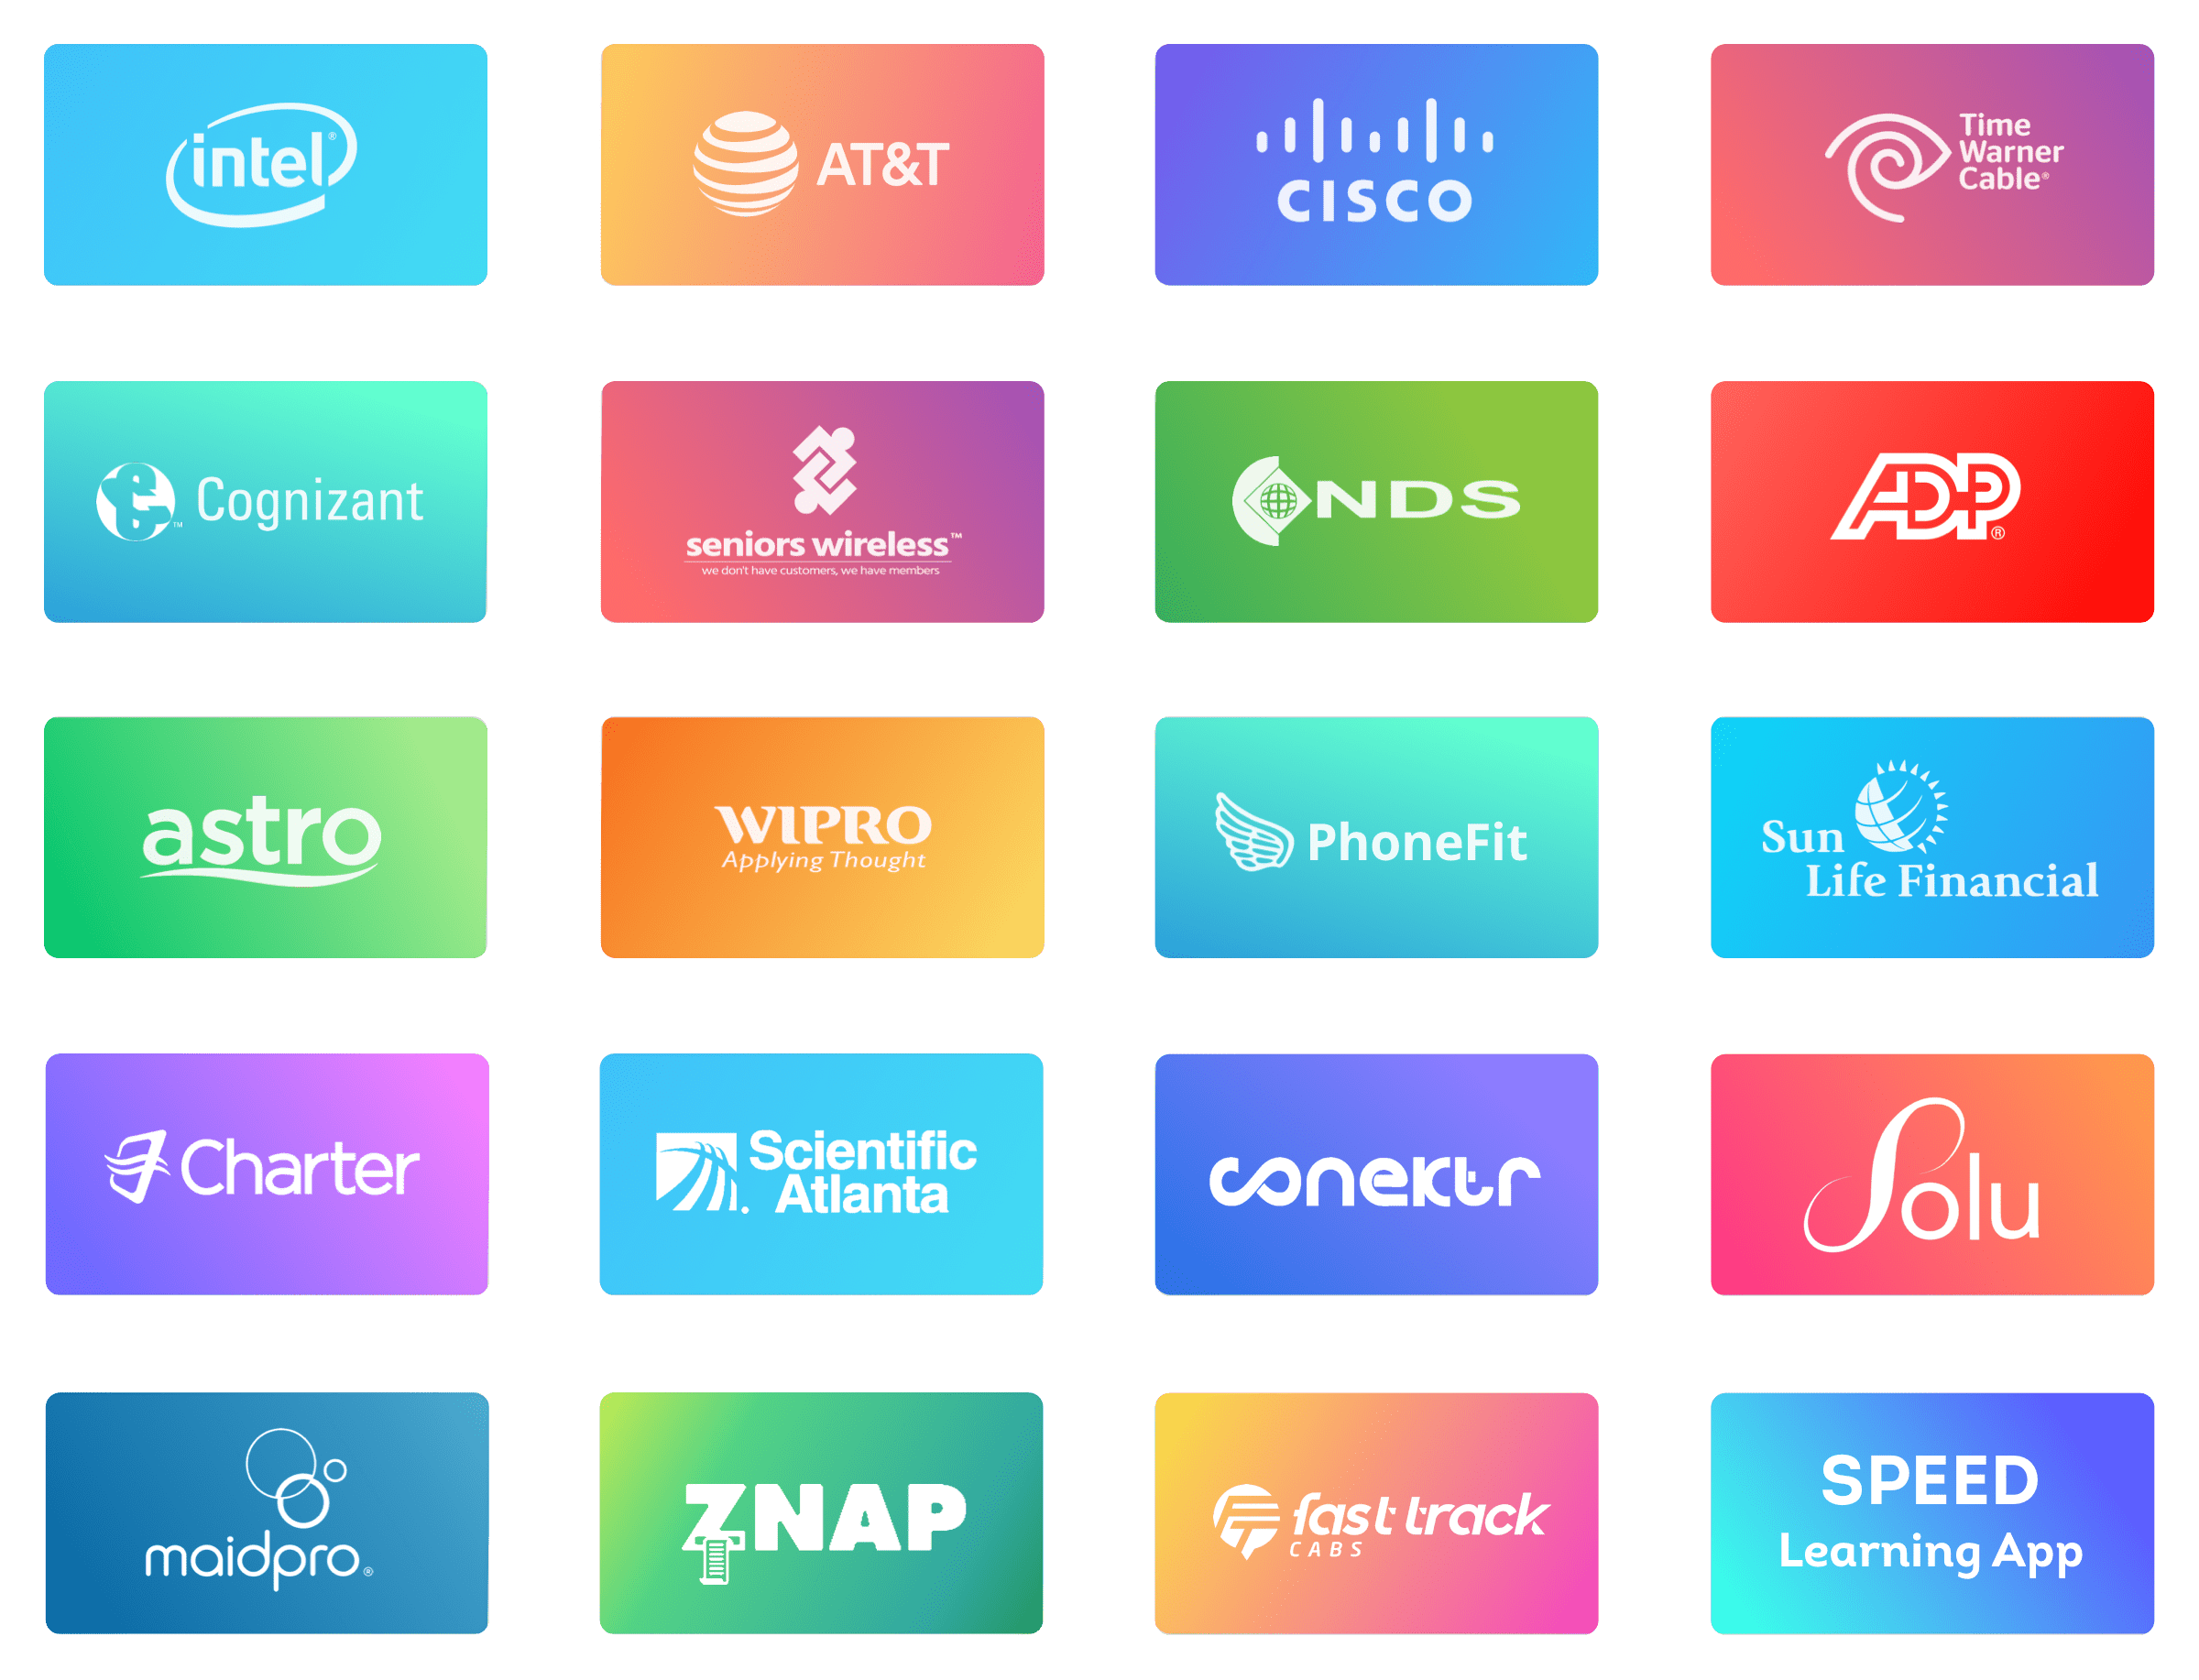 intel®
AT&T
CISCO
Time
Warner
Cable®
Cognizant™
seniors wireless™
we don't have customers, we have members
NDS
ADP®
astro
WIPRO
Applying Thought
PhoneFit
Sun
Life Financial
Charter
Scientific
Atlanta
conektr
Solu
maidpro®
ZNAP
fast track
CABS
SPEED
Learning App